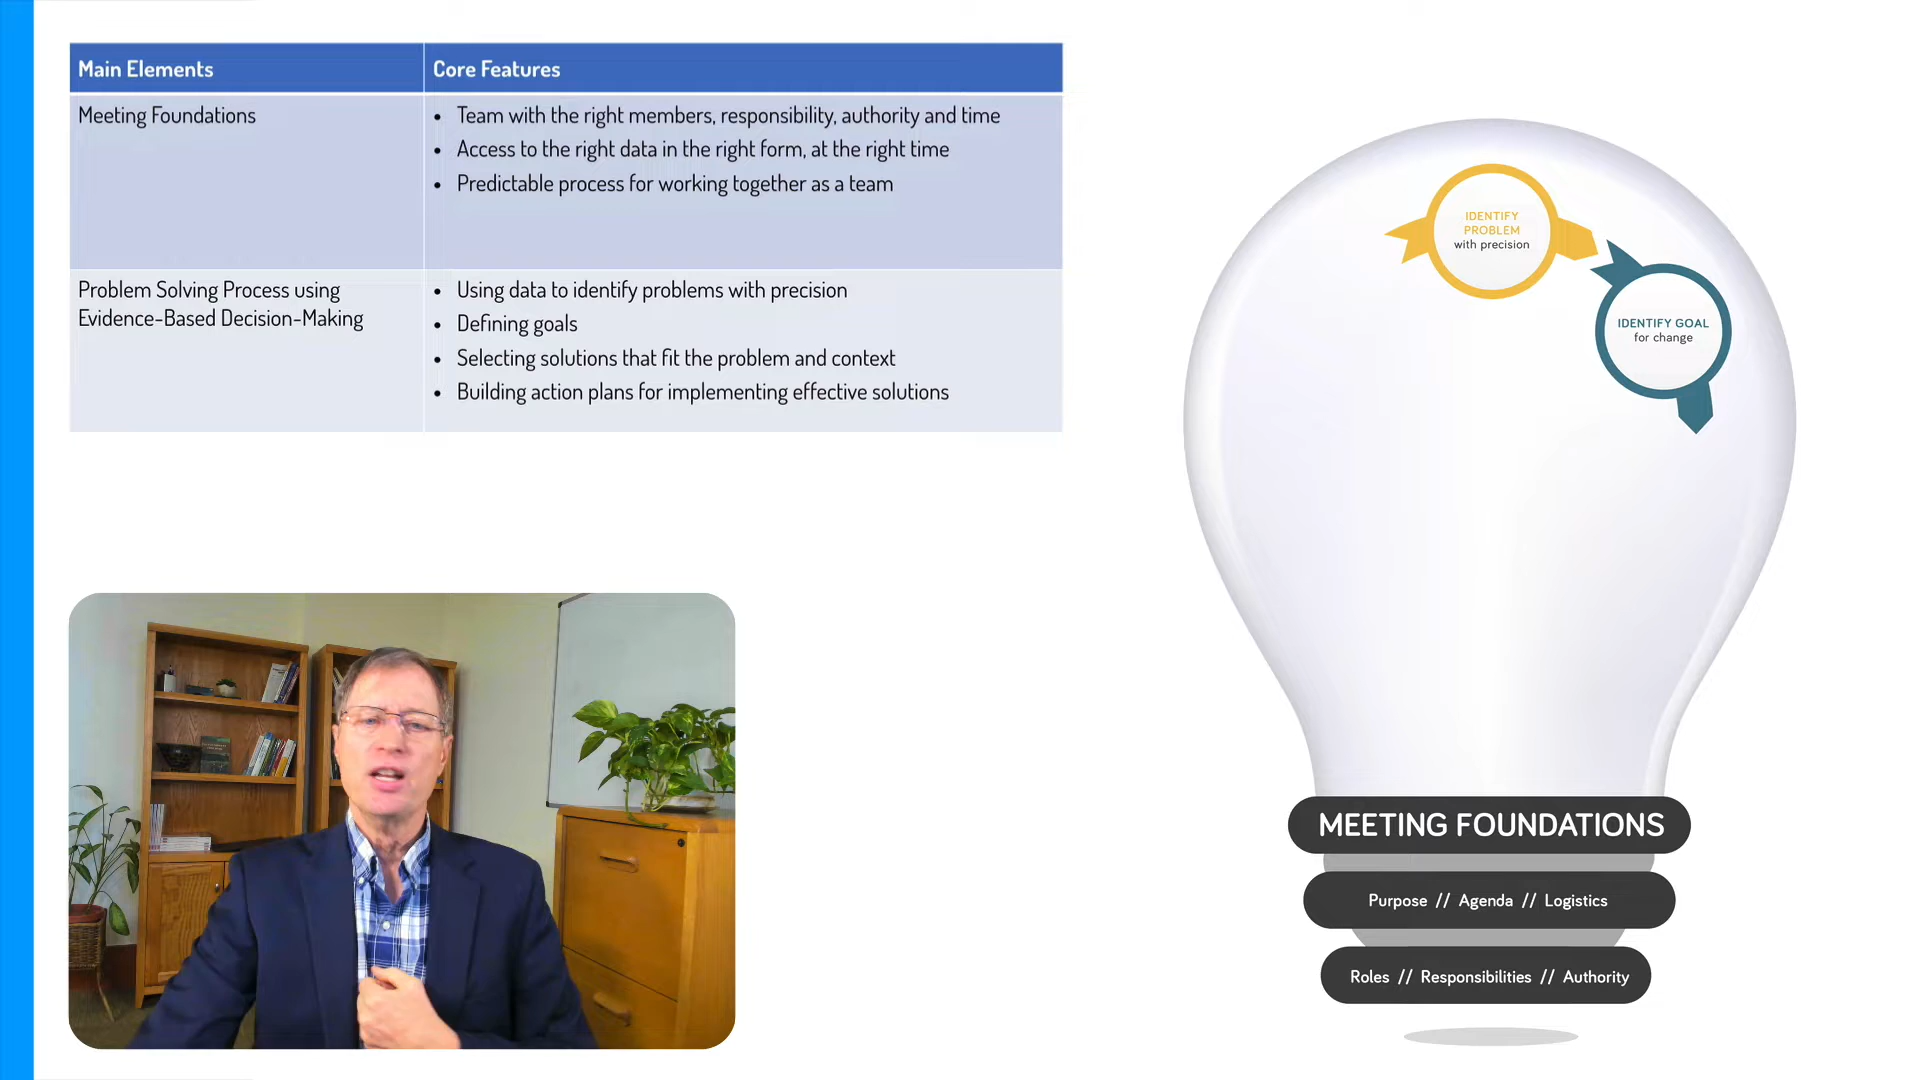 Main Elements
Core Features
Meeting Foundations
• Team with the right members, responsibility, authority and time
• Access to the right data in the right form, at the right time
• Predictable process for working together as a team
Problem Solving Process using
Evidence-Based Decision-Making
• Using data to identify problems with precision
• Defining goals
• Selecting solutions that fit the problem and context
• Building action plans for implementing effective solutions
IDENTIFY
PROBLEM
with precision
IDENTIFY GOAL
for change
MEETING FOUNDATIONS
Purpose // Agenda // Logistics
Roles // Responsibilities // Authority